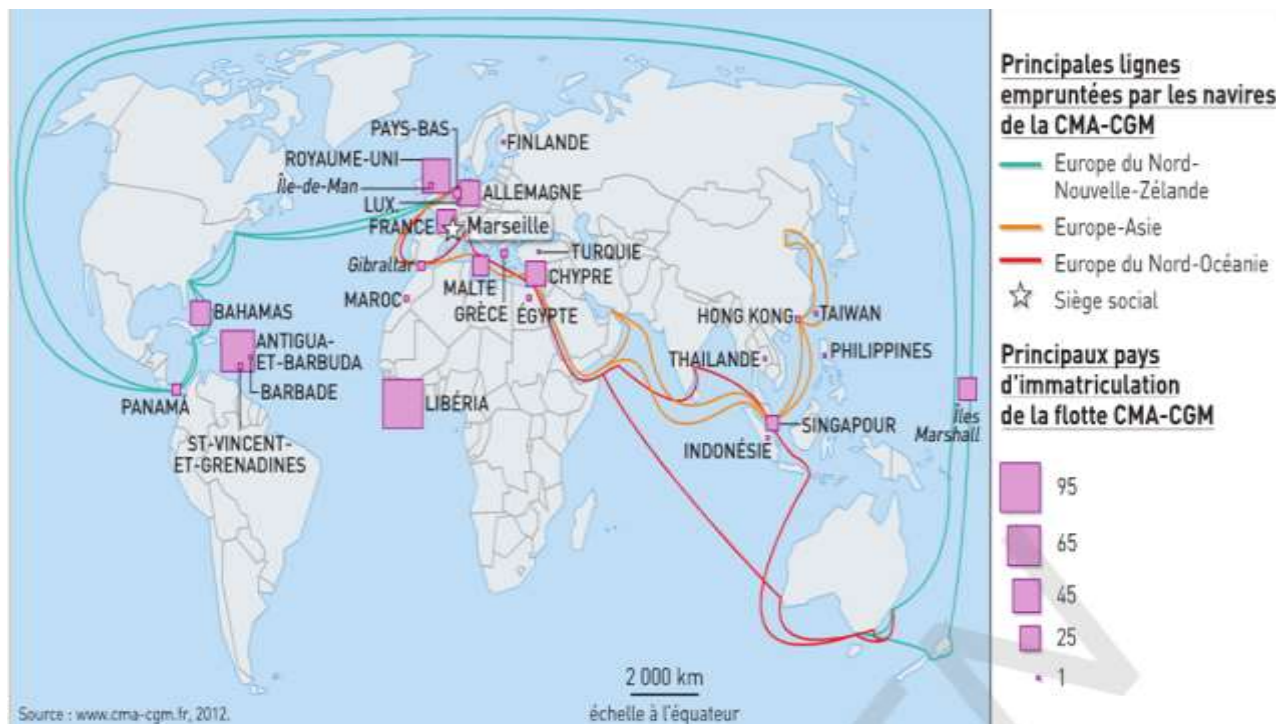 PAYS-BAS
FINLANDE
ROYAUME-UNI
Île-de-Man
ALLEMAGNE
LUX.
FRANCE
Marseille
Gibraltar
TURQUIE
CHYPRE
MALTE
GRÈCE
MAROC
ÉGYPTE
HONG KONG
TAIWAN
BAHAMAS
ANTIGUA-
ET-BARBUDA
BARBADE
THAILANDE
PHILIPPINES
PANAMÁ
LIBÉRIA
SINGAPOUR
Îles
Marshall
ST-VINCENT-
ET-GRENADINES
INDONÉSIE
2 000 km
échelle à l'équateur
Source : www.cma-cgm.fr, 2012.
Principales lignes
empruntées par les navires
de la CMA-CGM
Europe du Nord-
Nouvelle-Zélande
Europe-Asie
Europe du Nord-Océanie
Siège social
Principaux pays
d'immatriculation
de la flotte CMA-CGM
95
65
45
25
1